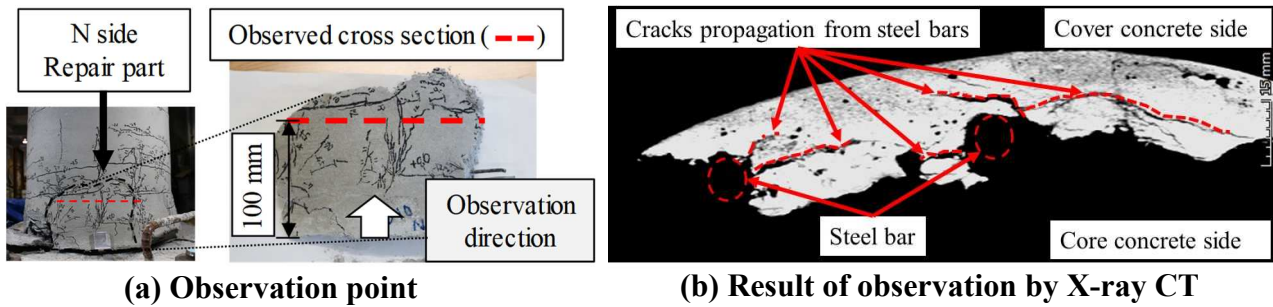 N side
Repair part
Observed cross section ( )
100 mm
Observation
direction
(a) Observation point
Cracks propagation from steel bars
Cover concrete side
15 mm
Steel bar
Core concrete side
(b) Result of observation by X-ray CT